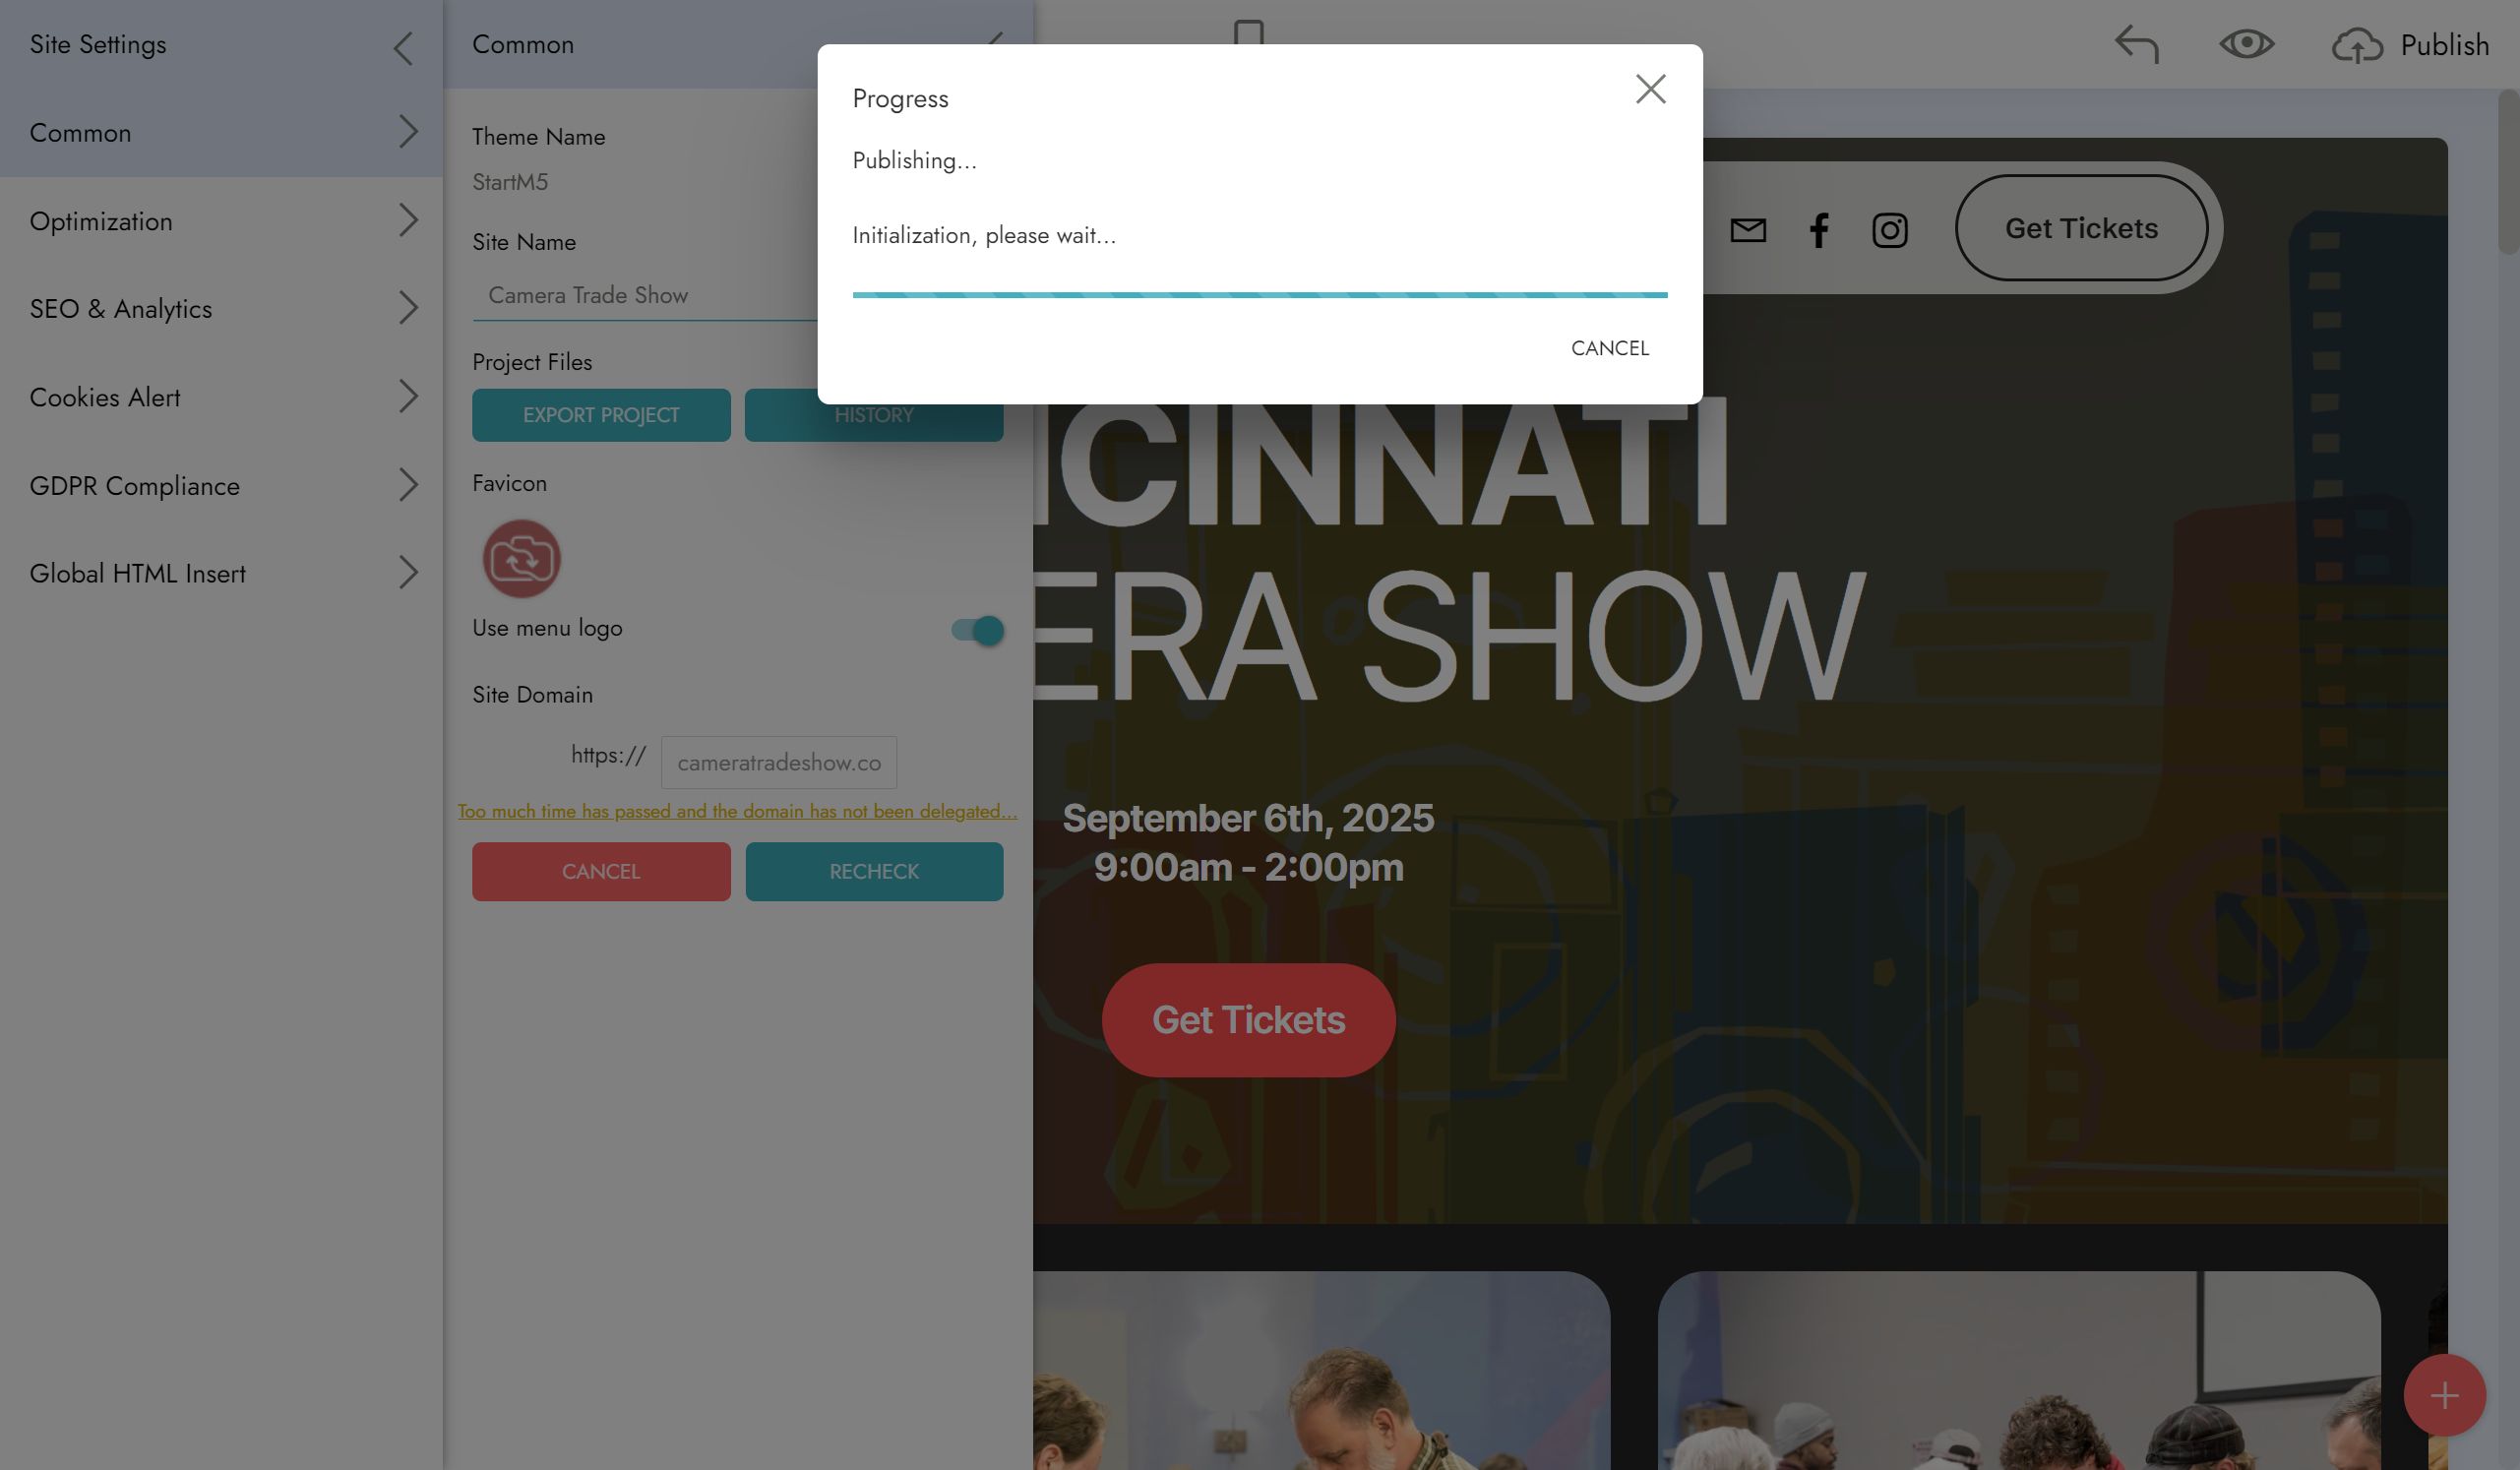 Site Settings
Common
Optimization
SEO & Analytics
Cookies Alert
GDPR Compliance
Global HTML Insert
Common
Theme Name
StartM5
Site Name
Camera Trade Show
Project Files
EXPORT PROJECT
HISTORY
Favicon
Use menu logo
Site Domain
https://
cameratradeshow.co
Too much time has passed and the domain has not been delegated...
CANCEL
RECHECK
Progress
Publishing...
Initialization, please wait...
CANCEL
Publish
Get Tickets
CINNATI
ERA SHOW
September 6th, 2025
9:00am - 2:00pm
Get Tickets